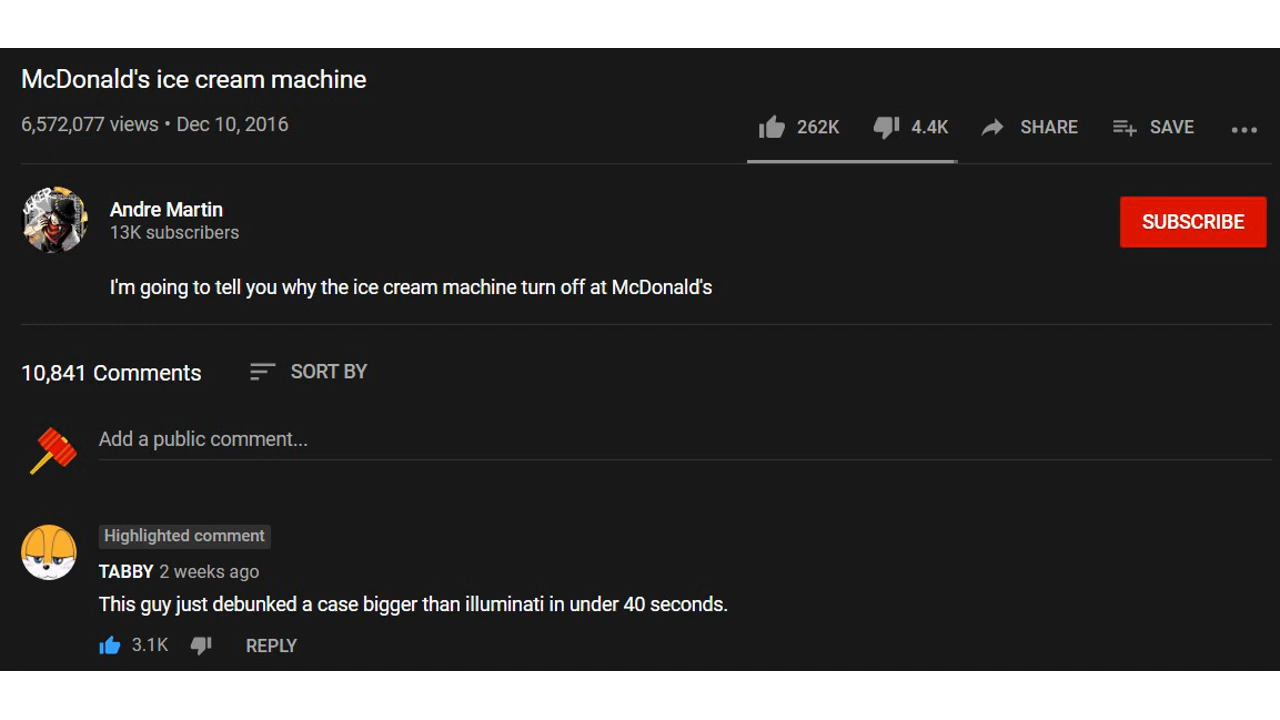 McDonald's ice cream machine
6,572,077 views • Dec 10, 2016
262K 4.4K SHARE SAVE
JEKER
Andre Martin
13K subscribers
SUBSCRIBE
I'm going to tell you why the ice cream machine turn off at McDonald's
10,841 Comments SORT BY
Add a public comment...
Highlighted comment
TABBY 2 weeks ago
This guy just debunked a case bigger than illuminati in under 40 seconds.
3.1K REPLY